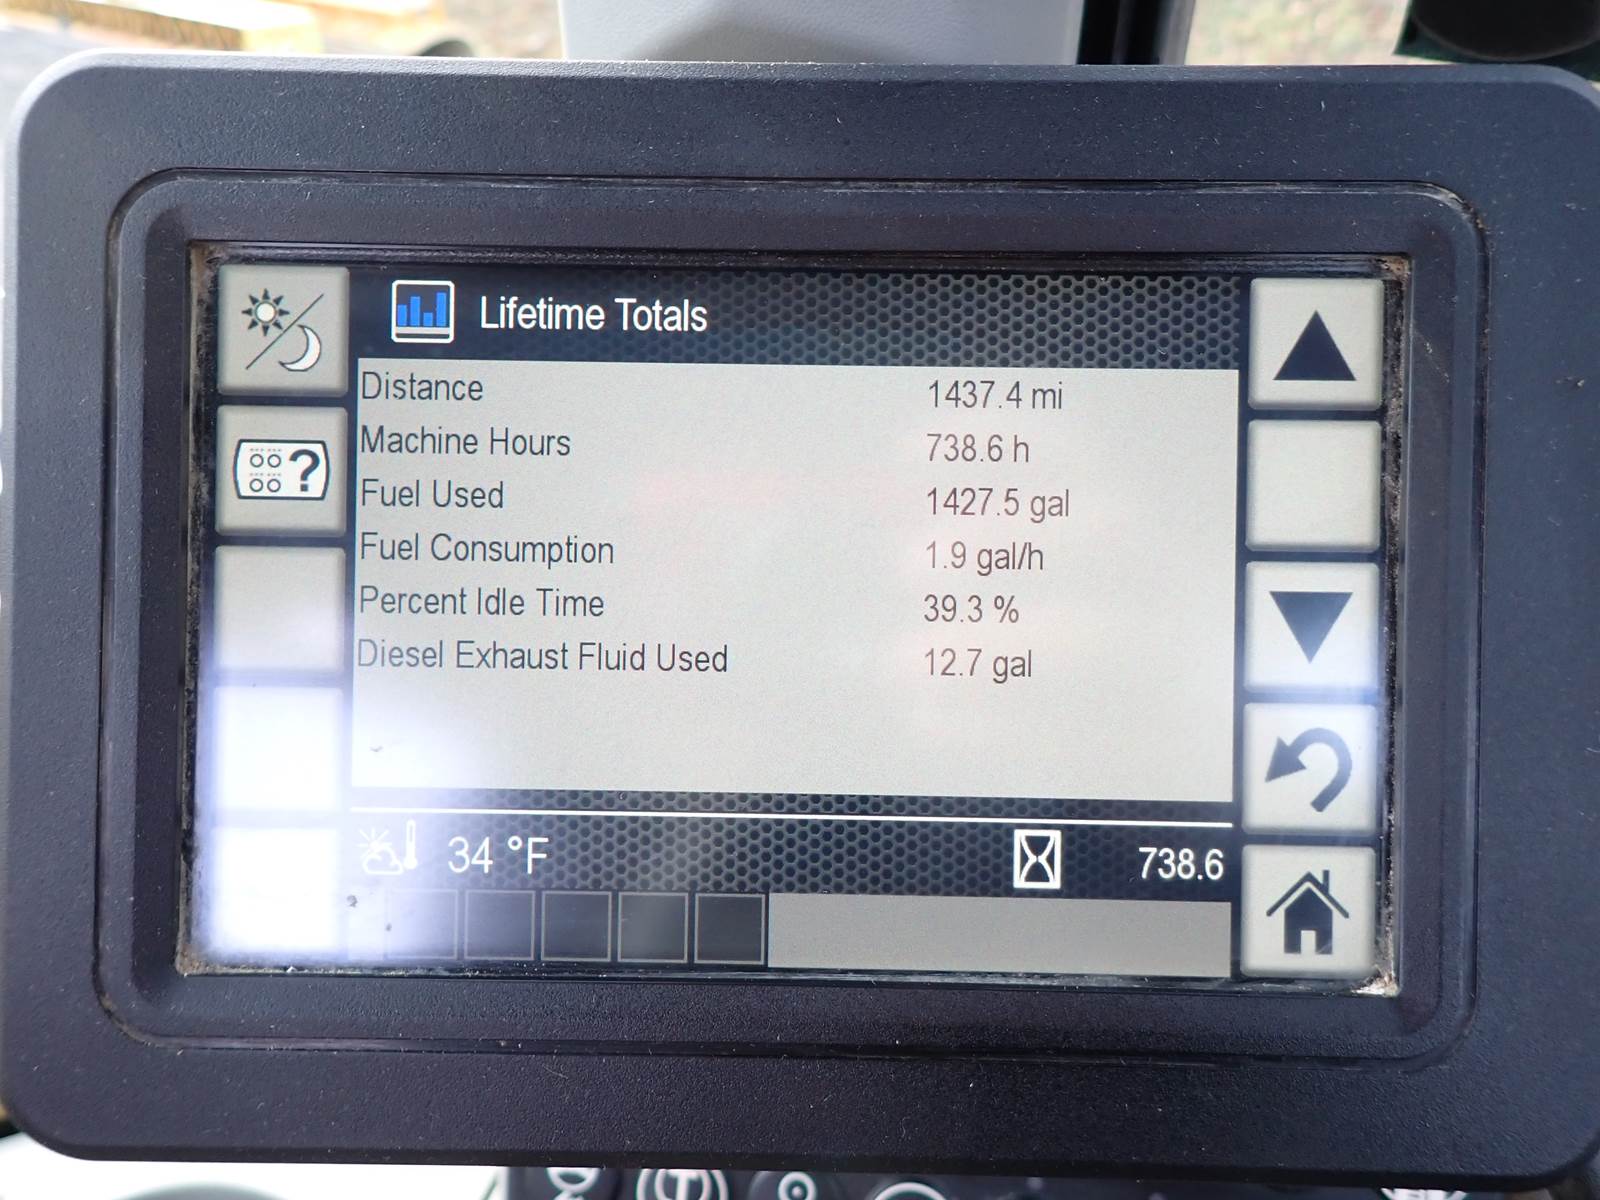 Lifetime Totals
Distance 1437.4 mi
Machine Hours 738.6 h
Fuel Used 1427.5 gal
Fuel Consumption 1.9 gal/h
Percent Idle Time 39.3 %
Diesel Exhaust Fluid Used 12.7 gal
34 °F 738.6